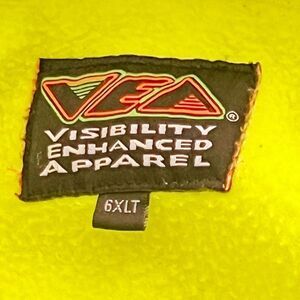 VEA®
VISIBILITY
ENHANCED
APPAREL
6XLT